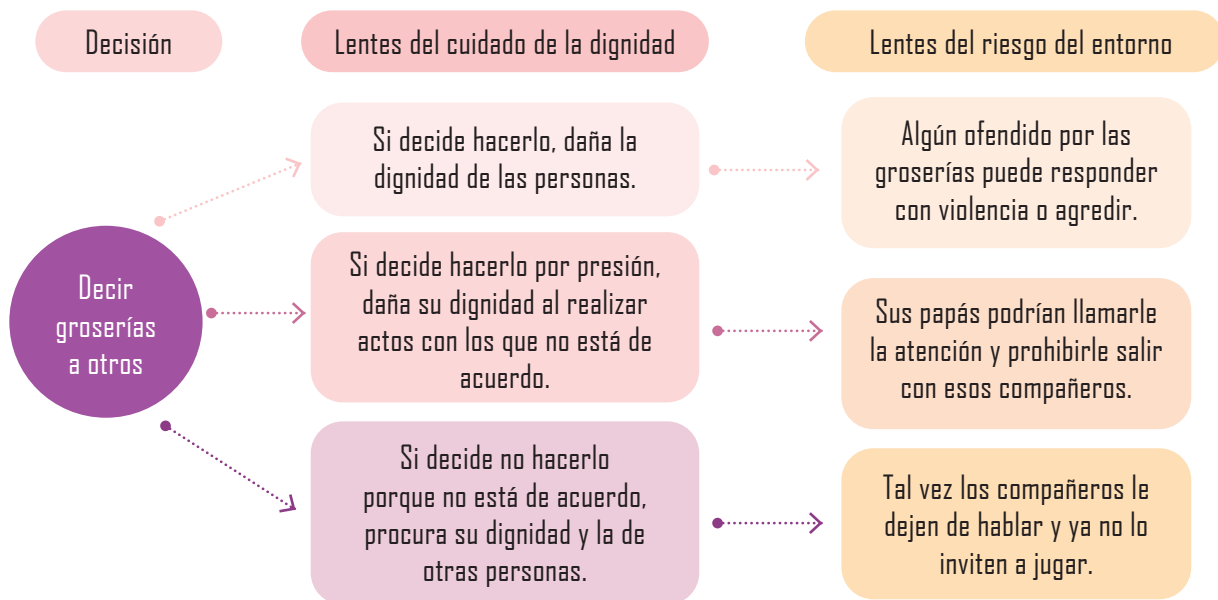 Decisión
Lentes del cuidado de la dignidad
Lentes del riesgo del entorno
Decir
groserías
a otros
Si decide hacerlo, daña la
dignidad de las personas.
Algún ofendido por las
groserías puede responder
con violencia o agredir.
Si decide hacerlo por presión,
daña su dignidad al realizar
actos con los que no está de
acuerdo.
Sus papás podrían llamarle
la atención y prohibirle salir
con esos compañeros.
Si decide no hacerlo
porque no está de acuerdo,
procura su dignidad y la de
otras personas.
Tal vez los compañeros le
dejen de hablar y ya no lo
inviten a jugar.